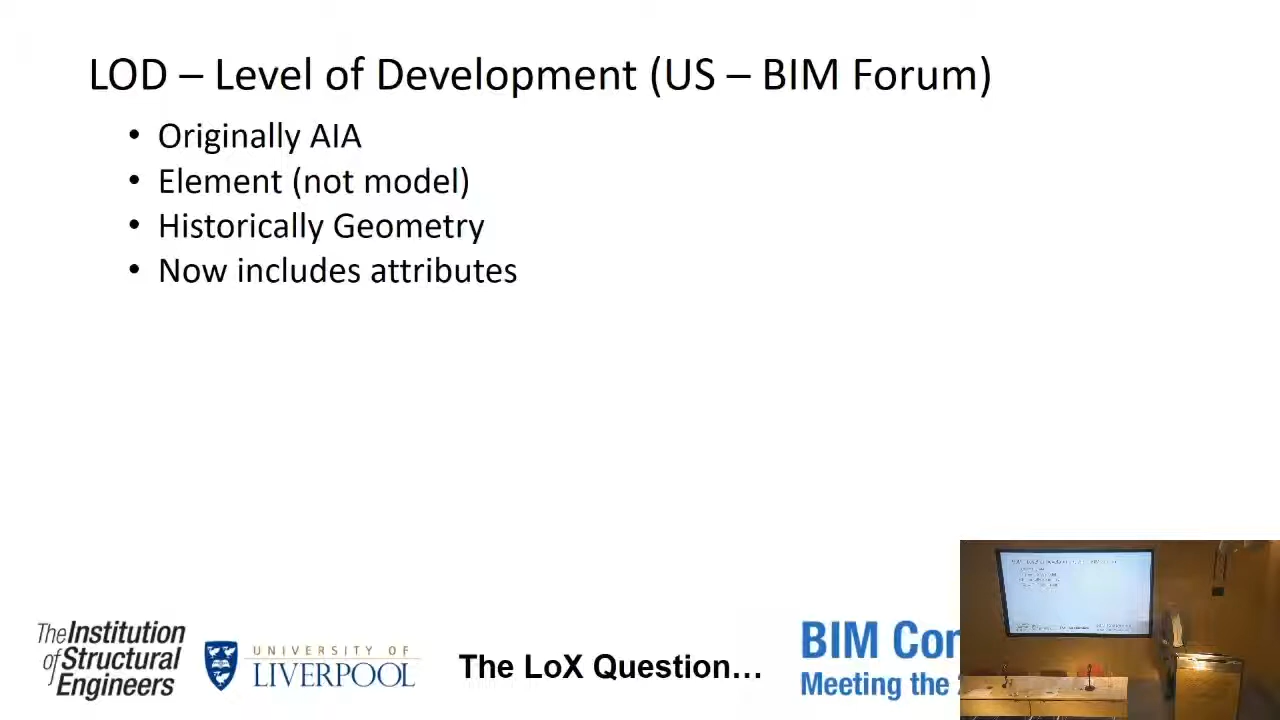 LOD – Level of Development (US – BIM Forum)
• Originally AIA
• Element (not model)
• Historically Geometry
• Now includes attributes
The Institution
of Structural
Engineers
UNIVERSITY OF
LIVERPOOL
The LoX Question...
BIM
Meeting the